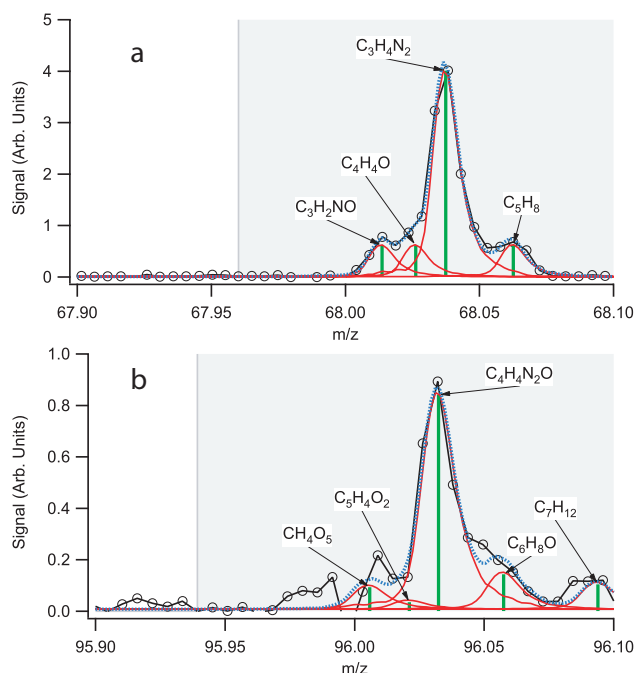 a
5
4
3
2
1
0
Signal (Arb. Units)
C3H4N2
C4H4O
C3H2NO
C5H8
67.90
67.95
68.00
68.05
68.10
m/z
b
1.0
0.8
0.6
0.4
0.2
0.0
Signal (Arb. Units)
C4H4N2O
C5H4O2
CH4O5
C7H12
C6H8O
95.90
95.95
96.00
96.05
96.10
m/z